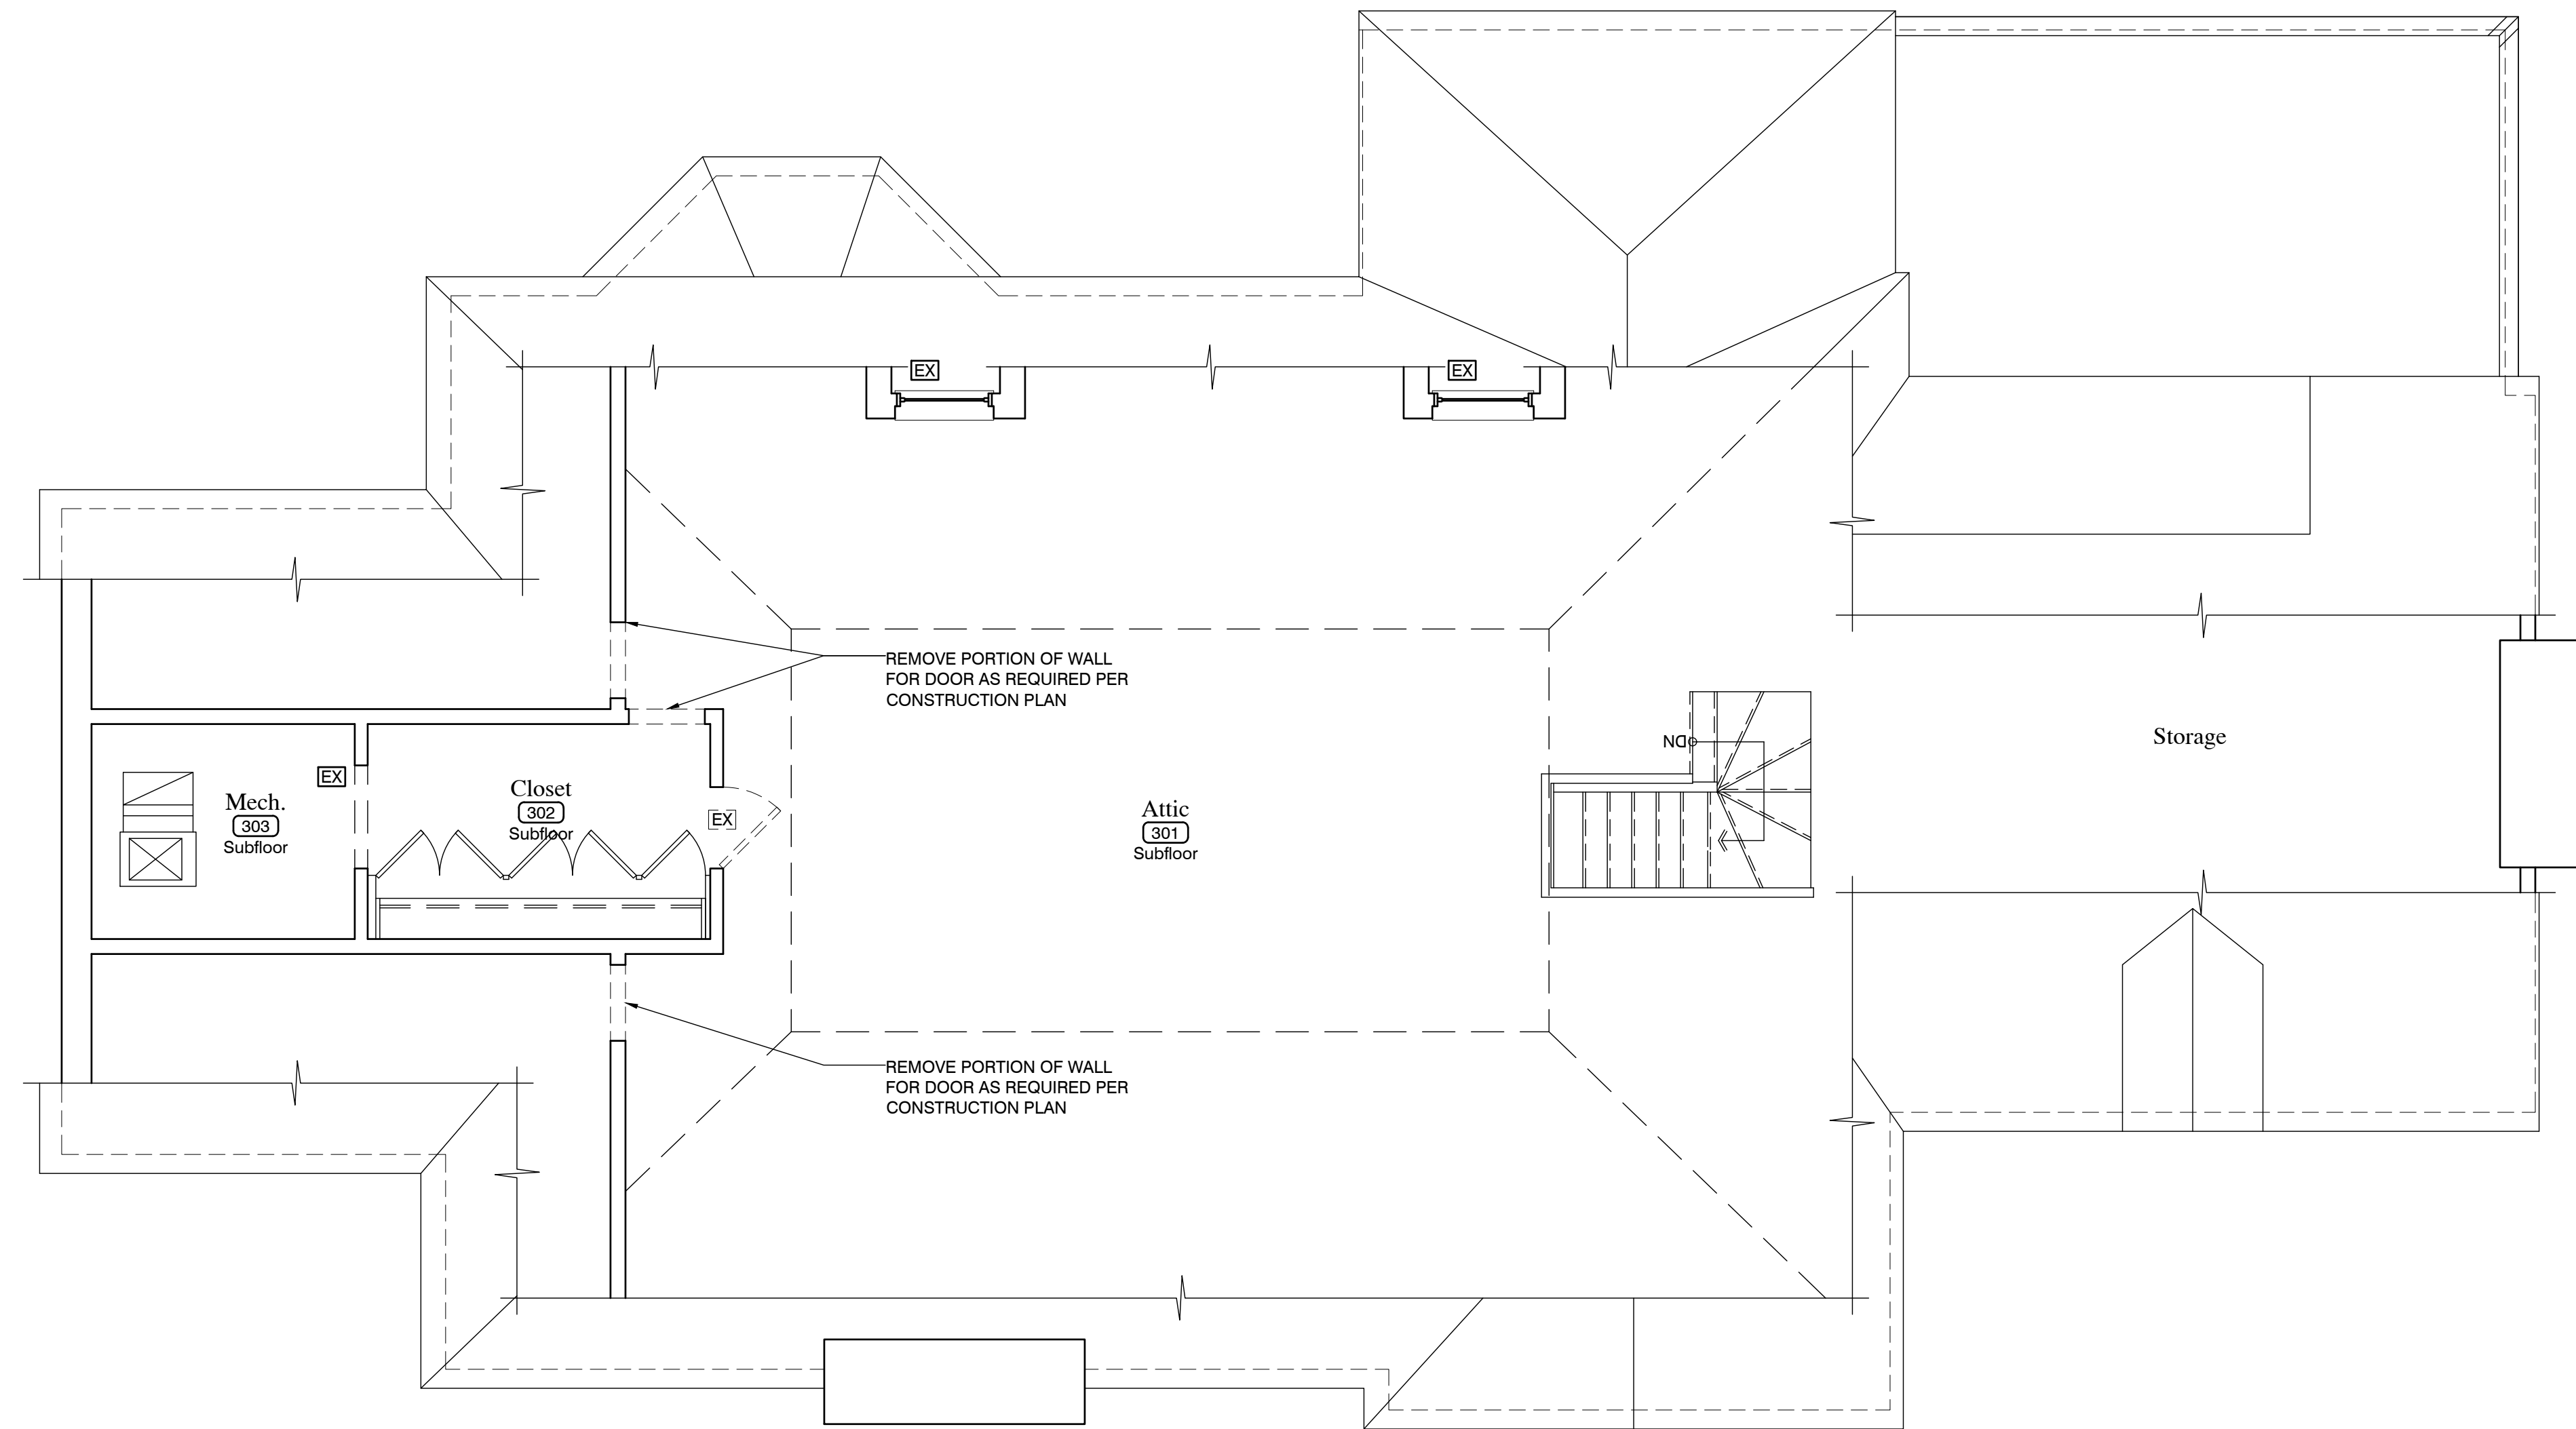 EX
EX
REMOVE PORTION OF WALL
FOR DOOR AS REQUIRED PER
CONSTRUCTION PLAN
DN
Storage
EX
Mech.
303
Subfloor
Closet
302
Subfloor
EX
Attic
301
Subfloor
REMOVE PORTION OF WALL
FOR DOOR AS REQUIRED PER
CONSTRUCTION PLAN